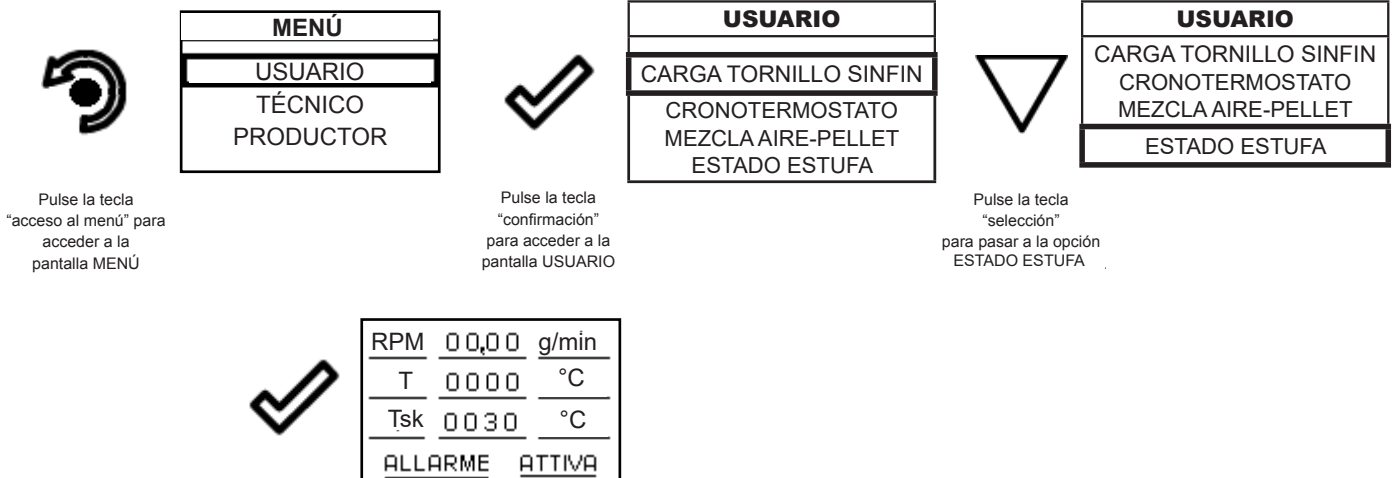 MENÚ
USUARIO
TÉCNICO
PRODUCTOR
Pulse la tecla
“acceso al menú” para
acceder a la
pantalla MENÚ
USUARIO
CARGA TORNILLO SINFIN
CRONOTERMOSTATO
MEZCLA AIRE-PELLET
ESTADO ESTUFA
Pulse la tecla
“confirmación”
para acceder a la
pantalla USUARIO
USUARIO
CARGA TORNILLO SINFIN
CRONOTERMOSTATO
MEZCLA AIRE-PELLET
ESTADO ESTUFA
Pulse la tecla
“selección”
para pasar a la opción
ESTADO ESTUFA
RPM 00,00 g/min
T 0000 °C
Tsk 0030 °C
ALLARME ATTIVA